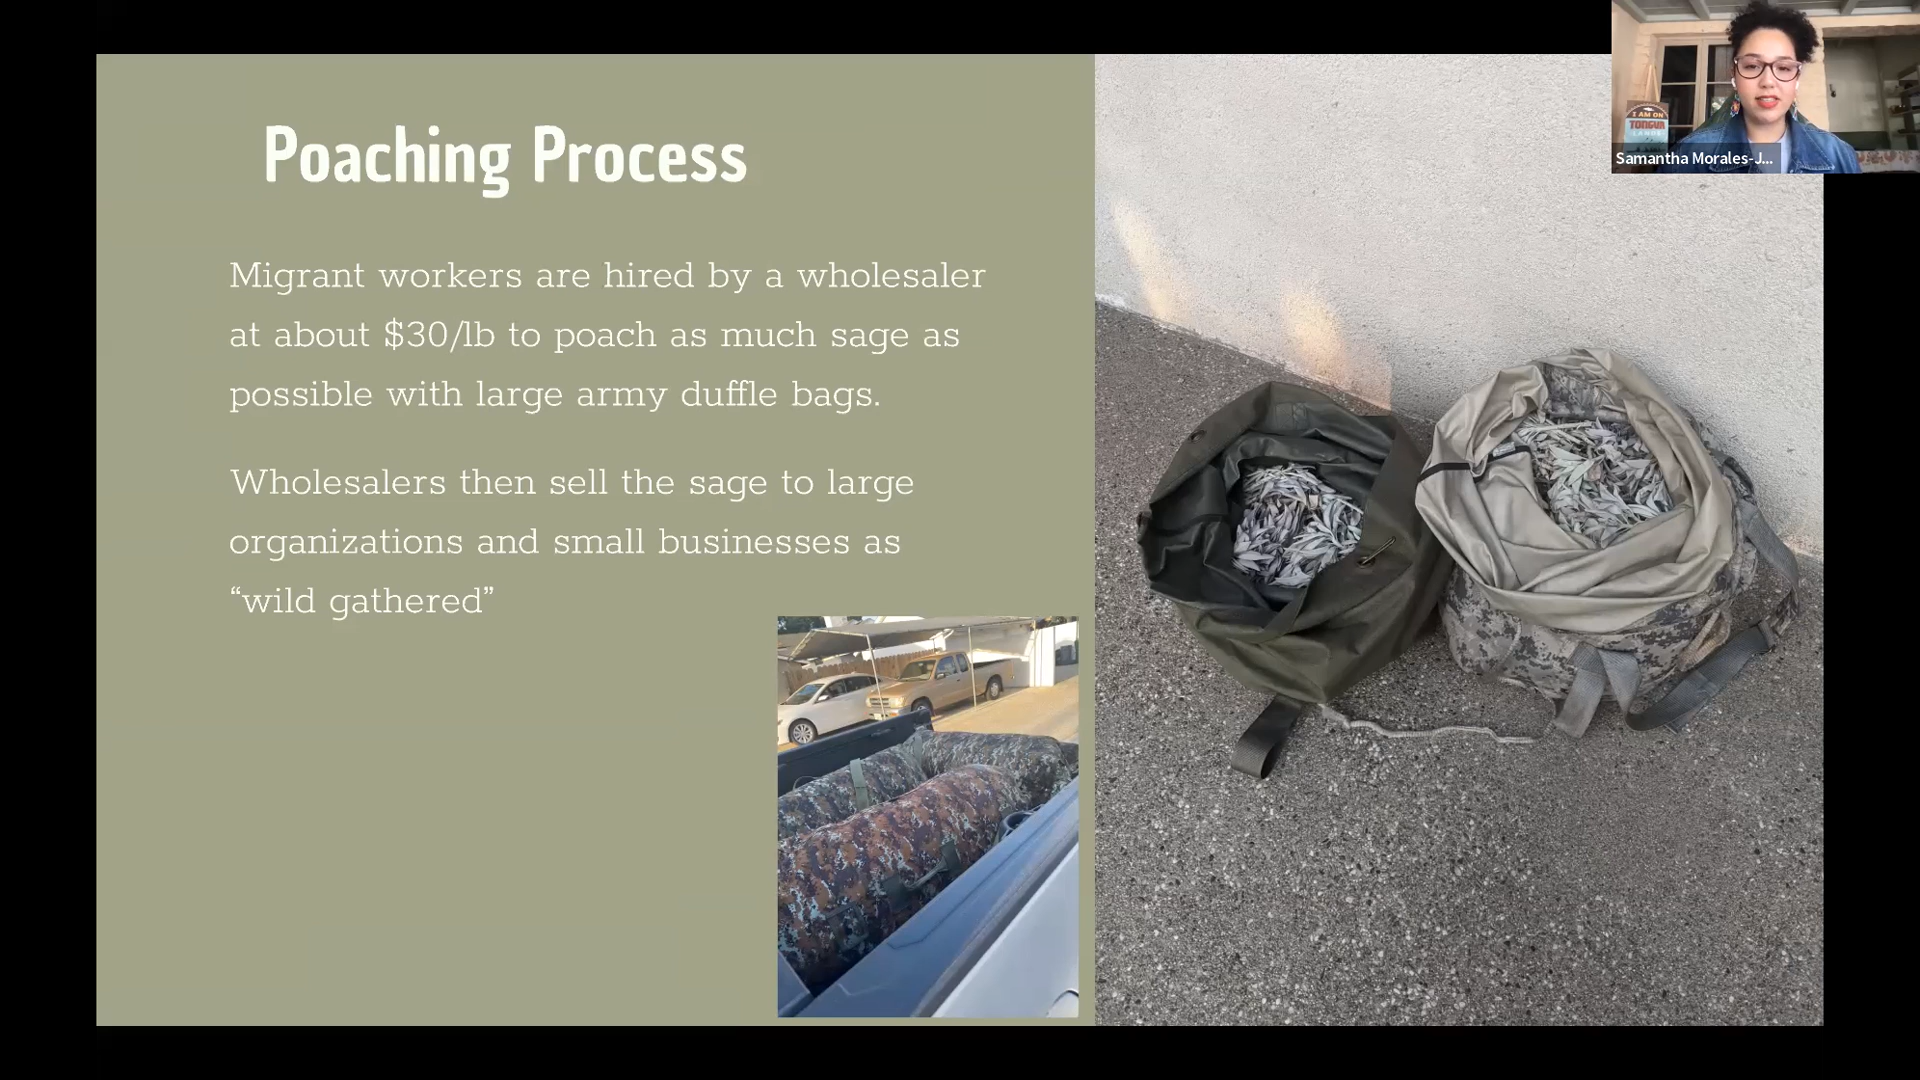 Poaching Process
Migrant workers are hired by a wholesaler
at about $30/lb to poach as much sage as
possible with large army duffle bags.
Wholesalers then sell the sage to large
organizations and small businesses as
“wild gathered”
I AM ON
TONGVA
LAND
Samantha Morales-J...